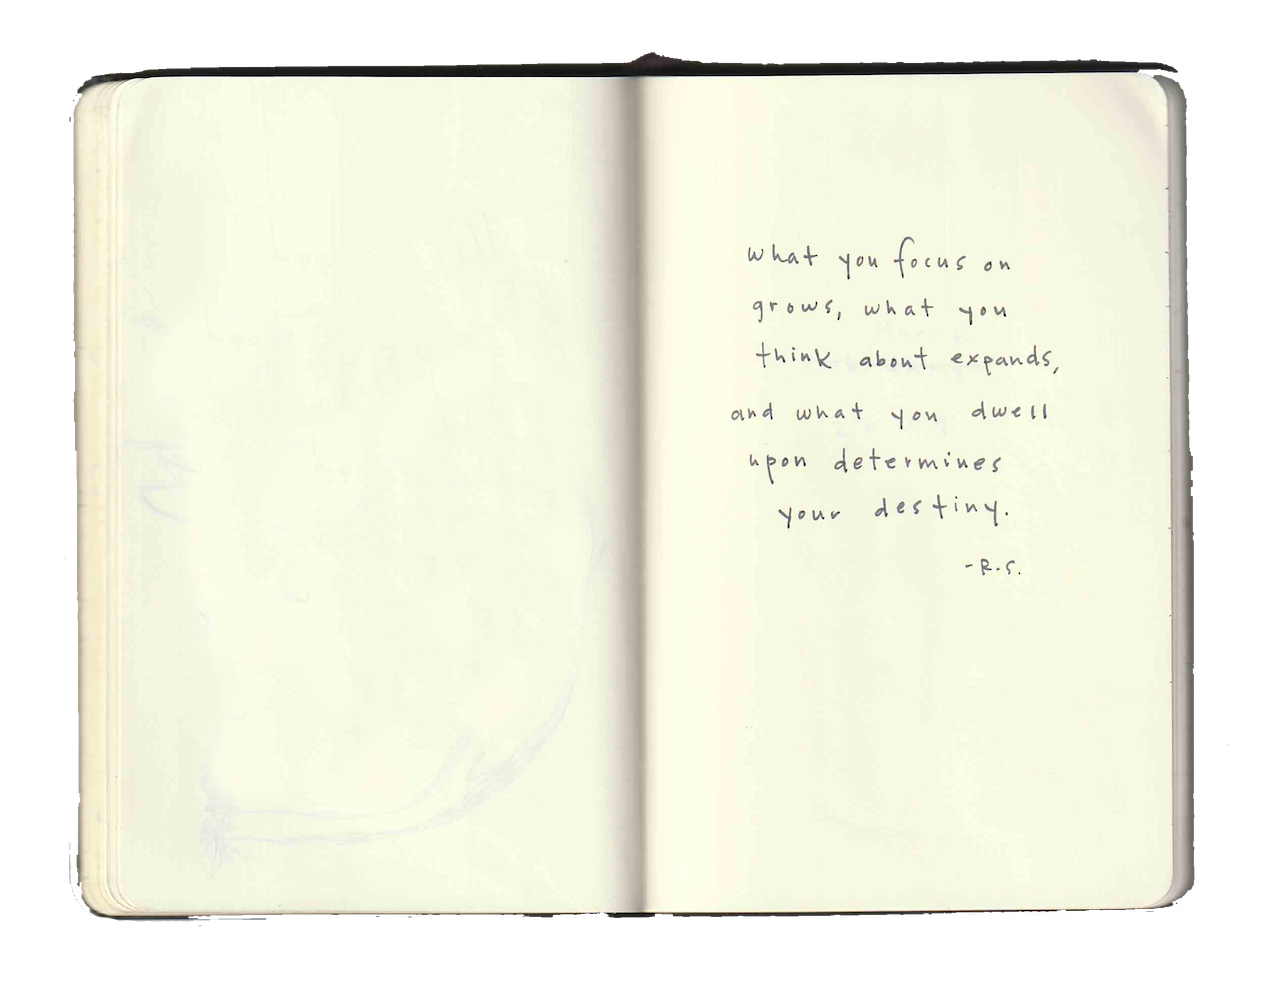 what you focus on
grows, what you
think about expands,
and what you dwell
upon determines
your destiny.
-R.S.